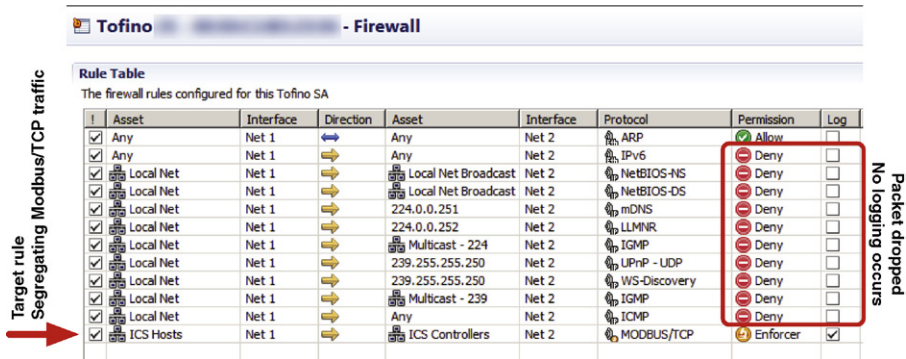 Tofino - Firewall
Rule Table
The firewall rules configured for this Tofino SA
! Asset Interface Direction Asset Interface Protocol Permission Log
Any Net 1 Any Net 2 ARP Allow
Any Net 1 Any Net 2 IPv6 Deny
Local Net Net 1 Local Net Broadcast Net 2 NetBIOS-NS Deny
Local Net Net 1 Local Net Broadcast Net 2 NetBIOS-DS Deny
Local Net Net 1 224.0.0.251 Net 2 mDNS Deny
Local Net Net 1 224.0.0.252 Net 2 LLMNR Deny
Local Net Net 1 Multicast - 224 Net 2 IGMP Deny
Local Net Net 1 239.255.255.250 Net 2 UPnP - UDP Deny
Local Net Net 1 239.255.255.250 Net 2 WS-Discovery Deny
Local Net Net 1 Multicast - 239 Net 2 IGMP Deny
Local Net Net 1 Any Net 2 ICMP Deny
ICS Hosts Net 1 ICS Controllers Net 2 MODBUS/TCP Enforcer
Target rule
Segregating Modbus/TCP traffic
Packet dropped
No logging occurs